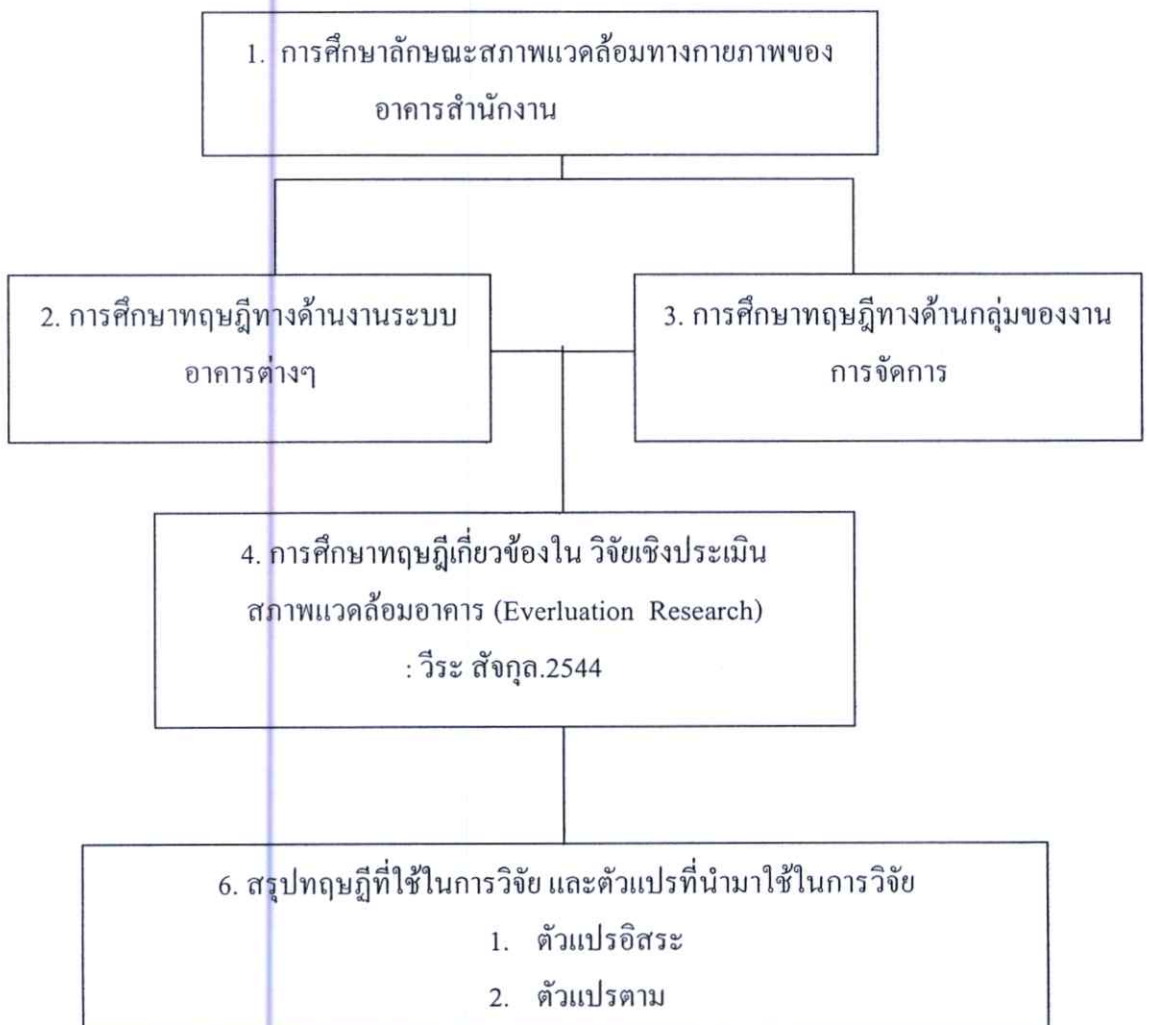 1. การศึกษาลักษณะสภาพแวดล้อมทางกายภาพของ
อาคารสำนักงาน
2. การศึกษาทฤษฎีทางด้านงานระบบ
อาคารต่างๆ
3. การศึกษาทฤษฎีทางด้านกลุ่มของงาน
การจัดการ
4. การศึกษาทฤษฎีเกี่ยวข้องใน วิจัยเชิงประเมิน
สภาพแวดล้อมอาคาร (Everluation Research)
: วีระ สัจกุล.2544
6. สรุปทฤษฎีที่ใช้ในการวิจัย และตัวแปรที่นำมาใช้ในการวิจัย
1. ตัวแปรอิสระ
2. ตัวแปรตาม